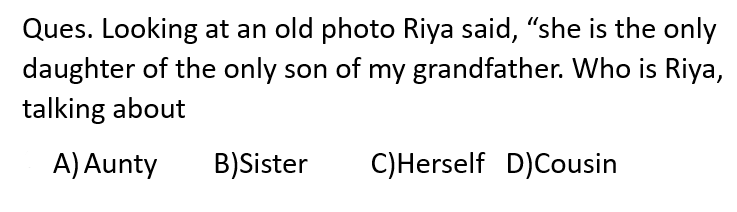 Ques. Looking at an old photo Riya said, “she is the only
daughter of the only son of my grandfather. Who is Riya,
talking about
A) Aunty B)Sister C)Herself D)Cousin